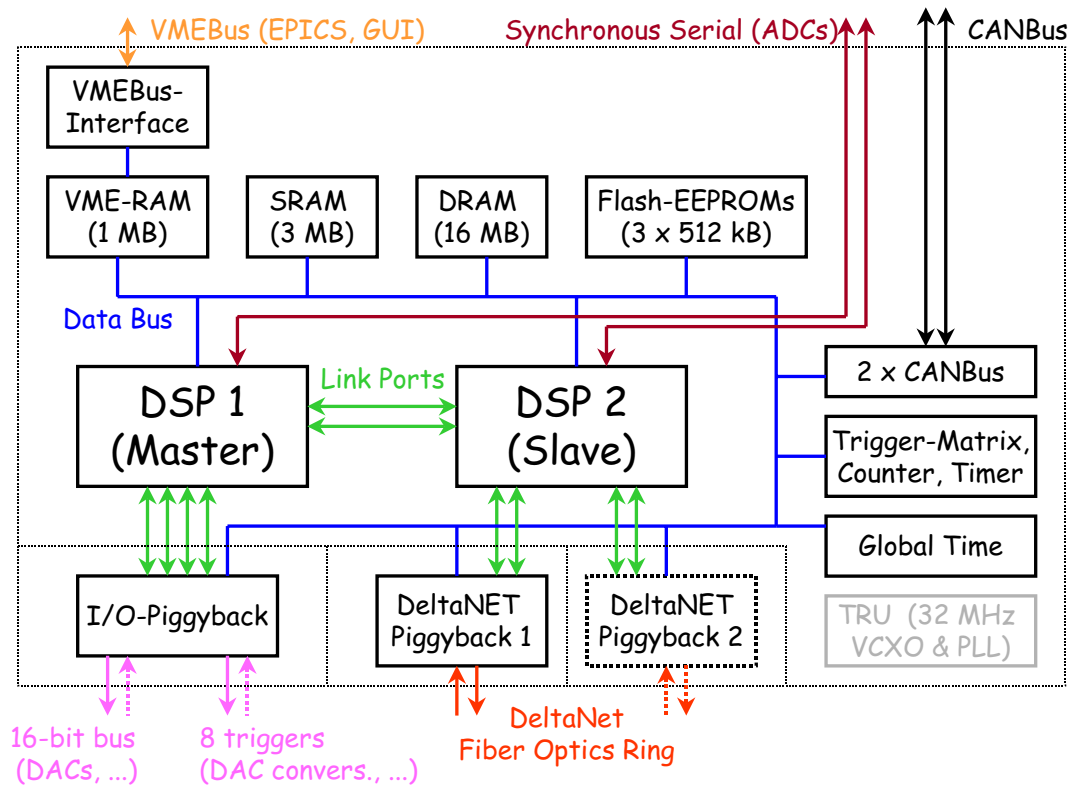 VMEBus (EPICS, GUI)
Synchronous Serial (ADCs)
CANBus
VMEBus-
Interface
VME-RAM
(1 MB)
SRAM
(3 MB)
DRAM
(16 MB)
Flash-EEPROMs
(3 x 512 kB)
Data Bus
DSP 1
(Master)
Link Ports
DSP 2
(Slave)
2 x CANBus
Trigger-Matrix,
Counter, Timer
Global Time
I/O-Piggyback
DeltaNET
Piggyback 1
DeltaNET
Piggyback 2
TRU (32 MHz
VCXO & PLL)
16-bit bus
(DACs, ...)
8 triggers
(DAC convers., ...)
DeltaNet
Fiber Optics Ring